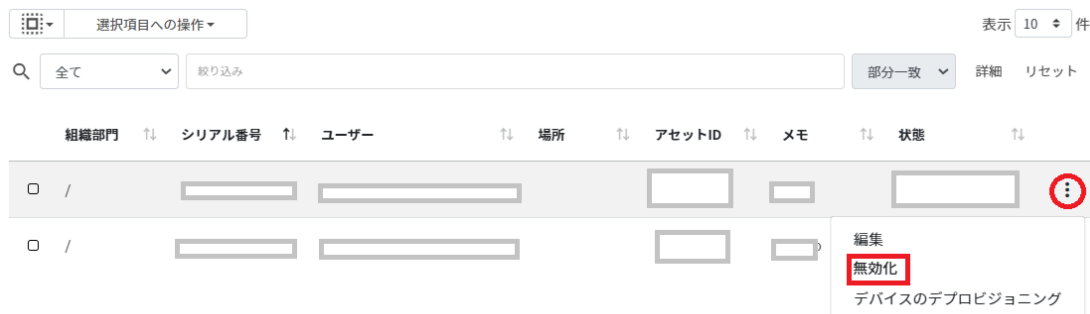 選択項目への操作 表示 10 件
全て 絞り込み 部分一致 詳細 リセット
組織部門 シリアル番号 ユーザー 場所 アセットID メモ 状態
/
/
編集
無効化
デバイスのデプロビジョニング